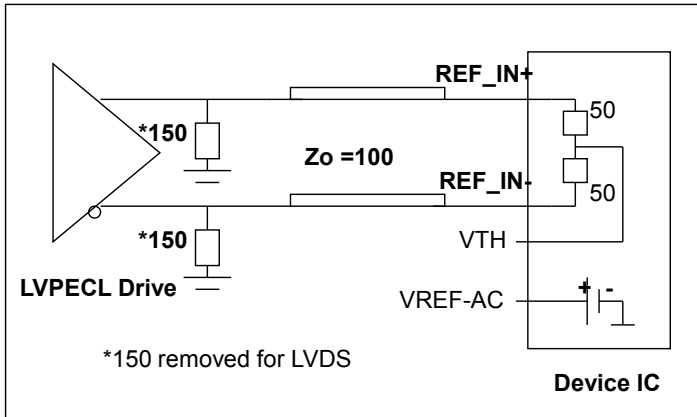 REF_IN+
*150
50
Zo =100
REF_IN-
50
*150
VTH
LVPECL Drive
VREF-AC
+ -
*150 removed for LVDS
Device IC